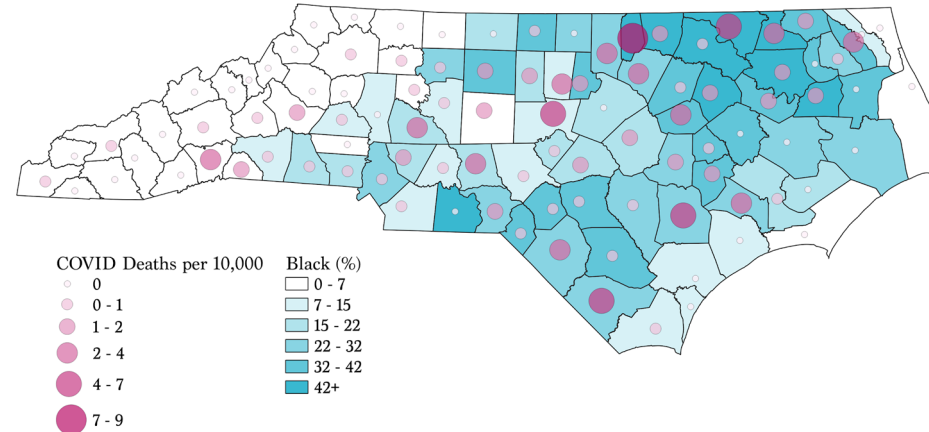 COVID Deaths per 10,000
0
0 - 1
1 - 2
2 - 4
4 - 7
7 - 9
Black (%)
0 - 7
7 - 15
15 - 22
22 - 32
32 - 42
42+